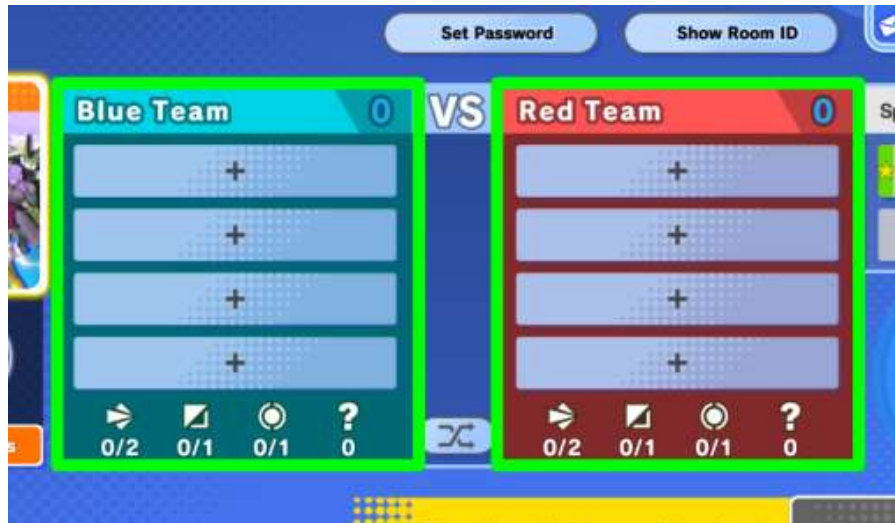 Set Password
Show Room ID
Blue Team 0
VS
Red Team 0
+
+
+
+
+
+
+
+
0/2 0/1 0/1 ? 0
0/2 0/1 0/1 ? 0